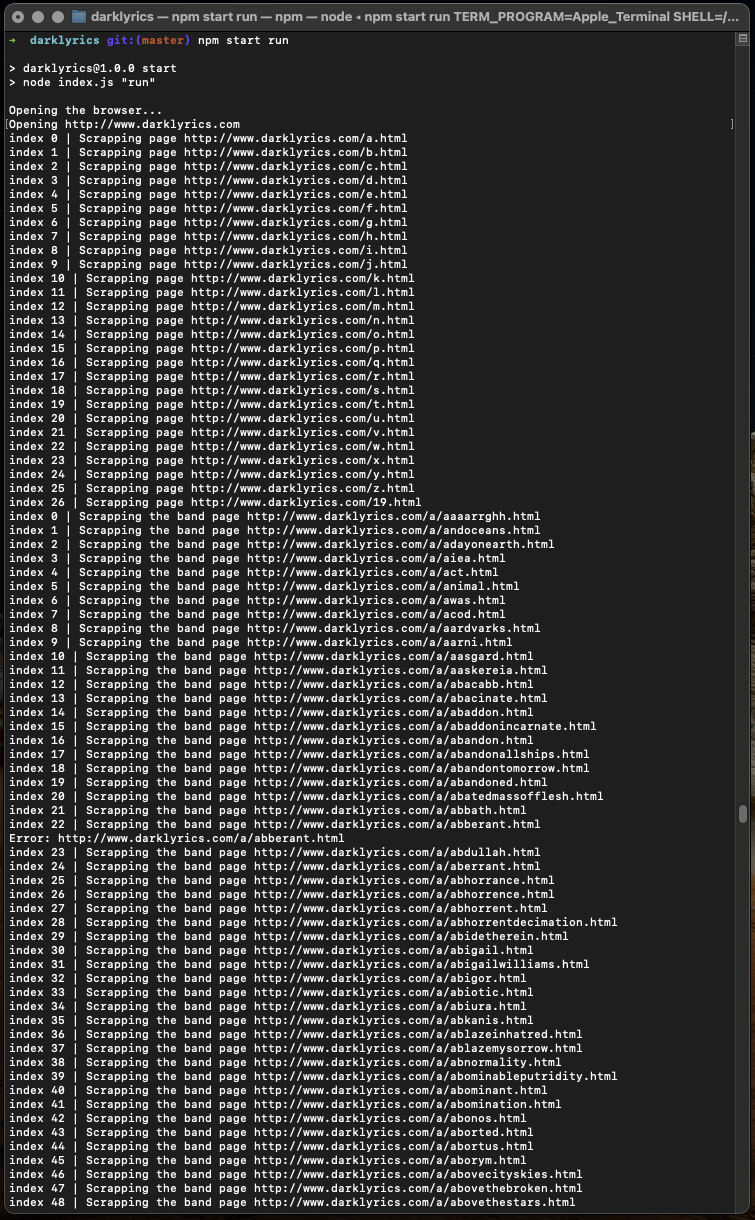 darklyrics — npm start run — npm — node ◂ npm start run TERM_PROGRAM=Apple_Terminal SHELL=/...
→ darklyrics git:(master) npm start run
> darklyrics@1.0.0 start
> node index.js "run"
Opening the browser...
[Opening http://www.darklyrics.com ]
index 0 | Scrapping page http://www.darklyrics.com/a.html
index 1 | Scrapping page http://www.darklyrics.com/b.html
index 2 | Scrapping page http://www.darklyrics.com/c.html
index 3 | Scrapping page http://www.darklyrics.com/d.html
index 4 | Scrapping page http://www.darklyrics.com/e.html
index 5 | Scrapping page http://www.darklyrics.com/f.html
index 6 | Scrapping page http://www.darklyrics.com/g.html
index 7 | Scrapping page http://www.darklyrics.com/h.html
index 8 | Scrapping page http://www.darklyrics.com/i.html
index 9 | Scrapping page http://www.darklyrics.com/j.html
index 10 | Scrapping page http://www.darklyrics.com/k.html
index 11 | Scrapping page http://www.darklyrics.com/l.html
index 12 | Scrapping page http://www.darklyrics.com/m.html
index 13 | Scrapping page http://www.darklyrics.com/n.html
index 14 | Scrapping page http://www.darklyrics.com/o.html
index 15 | Scrapping page http://www.darklyrics.com/p.html
index 16 | Scrapping page http://www.darklyrics.com/q.html
index 17 | Scrapping page http://www.darklyrics.com/r.html
index 18 | Scrapping page http://www.darklyrics.com/s.html
index 19 | Scrapping page http://www.darklyrics.com/t.html
index 20 | Scrapping page http://www.darklyrics.com/u.html
index 21 | Scrapping page http://www.darklyrics.com/v.html
index 22 | Scrapping page http://www.darklyrics.com/w.html
index 23 | Scrapping page http://www.darklyrics.com/x.html
index 24 | Scrapping page http://www.darklyrics.com/y.html
index 25 | Scrapping page http://www.darklyrics.com/z.html
index 26 | Scrapping page http://www.darklyrics.com/19.html
index 0 | Scrapping the band page http://www.darklyrics.com/a/aaaarrghh.html
index 1 | Scrapping the band page http://www.darklyrics.com/a/andoceans.html
index 2 | Scrapping the band page http://www.darklyrics.com/a/adayonearth.html
index 3 | Scrapping the band page http://www.darklyrics.com/a/aiea.html
index 4 | Scrapping the band page http://www.darklyrics.com/a/act.html
index 5 | Scrapping the band page http://www.darklyrics.com/a/animal.html
index 6 | Scrapping the band page http://www.darklyrics.com/a/awas.html
index 7 | Scrapping the band page http://www.darklyrics.com/a/acod.html
index 8 | Scrapping the band page http://www.darklyrics.com/a/aardvarks.html
index 9 | Scrapping the band page http://www.darklyrics.com/a/aarni.html
index 10 | Scrapping the band page http://www.darklyrics.com/a/aasgard.html
index 11 | Scrapping the band page http://www.darklyrics.com/a/aaskereia.html
index 12 | Scrapping the band page http://www.darklyrics.com/a/abacabb.html
index 13 | Scrapping the band page http://www.darklyrics.com/a/abacinate.html
index 14 | Scrapping the band page http://www.darklyrics.com/a/abaddon.html
index 15 | Scrapping the band page http://www.darklyrics.com/a/abaddonincarnate.html
index 16 | Scrapping the band page http://www.darklyrics.com/a/abandon.html
index 17 | Scrapping the band page http://www.darklyrics.com/a/abandonallships.html
index 18 | Scrapping the band page http://www.darklyrics.com/a/abandontomorrow.html
index 19 | Scrapping the band page http://www.darklyrics.com/a/abandoned.html
index 20 | Scrapping the band page http://www.darklyrics.com/a/abatedmassofflesh.html
index 21 | Scrapping the band page http://www.darklyrics.com/a/abbath.html
index 22 | Scrapping the band page http://www.darklyrics.com/a/abberant.html
Error: http://www.darklyrics.com/a/abberant.html
index 23 | Scrapping the band page http://www.darklyrics.com/a/abdullah.html
index 24 | Scrapping the band page http://www.darklyrics.com/a/aberrant.html
index 25 | Scrapping the band page http://www.darklyrics.com/a/abhorrance.html
index 26 | Scrapping the band page http://www.darklyrics.com/a/abhorrence.html
index 27 | Scrapping the band page http://www.darklyrics.com/a/abhorrent.html
index 28 | Scrapping the band page http://www.darklyrics.com/a/abhorrentdecimation.html
index 29 | Scrapping the band page http://www.darklyrics.com/a/abidetherein.html
index 30 | Scrapping the band page http://www.darklyrics.com/a/abigail.html
index 31 | Scrapping the band page http://www.darklyrics.com/a/abigailwilliams.html
index 32 | Scrapping the band page http://www.darklyrics.com/a/abigor.html
index 33 | Scrapping the band page http://www.darklyrics.com/a/abiotic.html
index 34 | Scrapping the band page http://www.darklyrics.com/a/abiura.html
index 35 | Scrapping the band page http://www.darklyrics.com/a/abkanis.html
index 36 | Scrapping the band page http://www.darklyrics.com/a/ablazeinhatred.html
index 37 | Scrapping the band page http://www.darklyrics.com/a/ablazemysorrow.html
index 38 | Scrapping the band page http://www.darklyrics.com/a/abnormality.html
index 39 | Scrapping the band page http://www.darklyrics.com/a/abominableputridity.html
index 40 | Scrapping the band page http://www.darklyrics.com/a/abominant.html
index 41 | Scrapping the band page http://www.darklyrics.com/a/abomination.html
index 42 | Scrapping the band page http://www.darklyrics.com/a/abonos.html
index 43 | Scrapping the band page http://www.darklyrics.com/a/aborted.html
index 44 | Scrapping the band page http://www.darklyrics.com/a/abortus.html
index 45 | Scrapping the band page http://www.darklyrics.com/a/aborym.html
index 46 | Scrapping the band page http://www.darklyrics.com/a/abovecityskies.html
index 47 | Scrapping the band page http://www.darklyrics.com/a/abovethebroken.html
index 48 | Scrapping the band page http://www.darklyrics.com/a/abovethestars.html